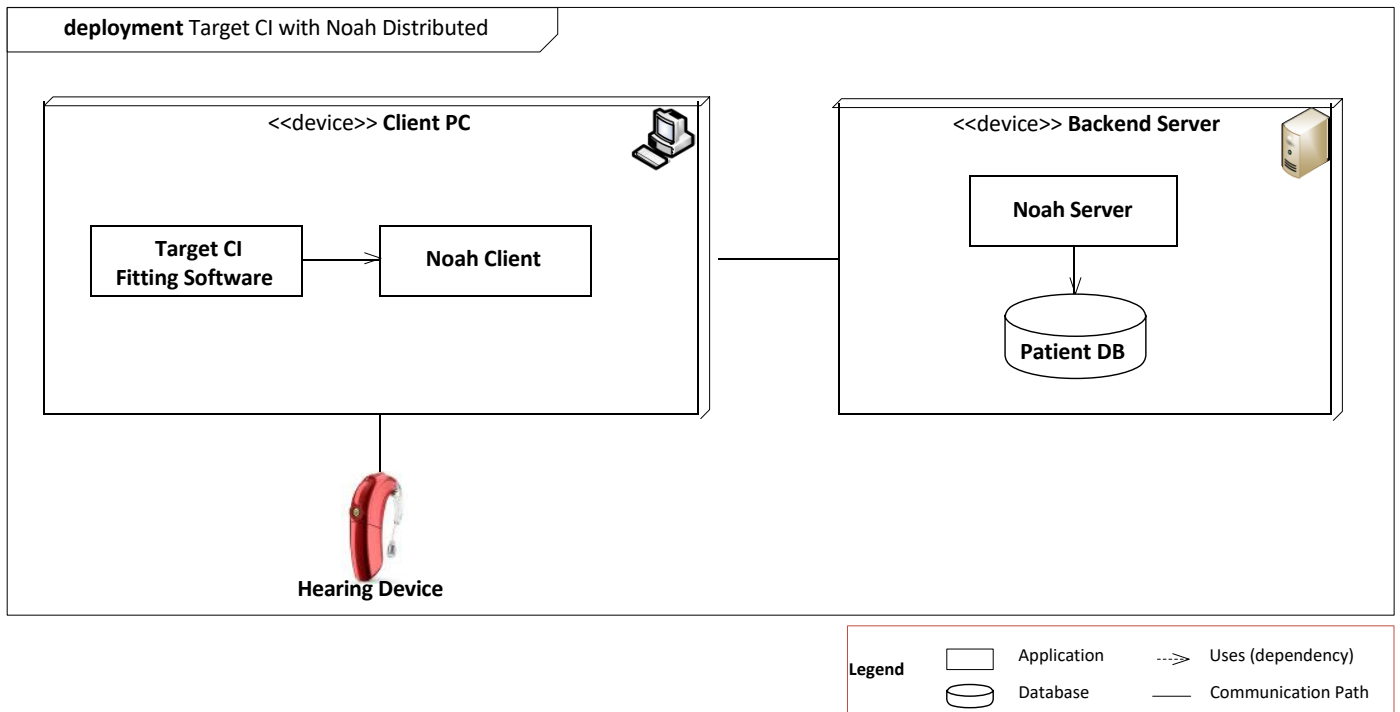 deployment Target CI with Noah Distributed
<<device>> Client PC
<<device>> Backend Server
Target CI
Fitting Software
Noah Client
Noah Server
Patient DB
Hearing Device
Legend
Application
Uses (dependency)
Database
Communication Path